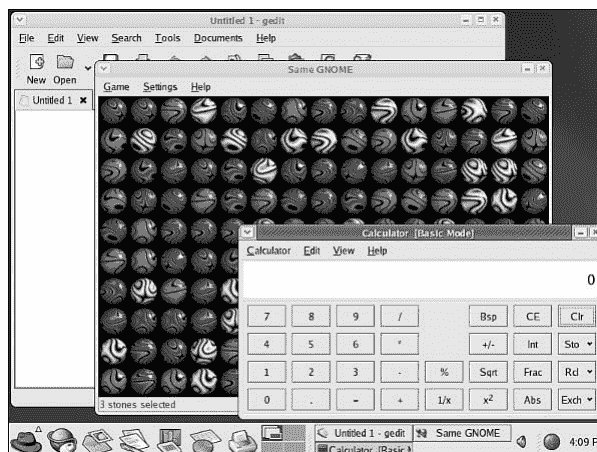 Untitled 1 - gedit
File Edit View Search Tools Documents Help
New Open
Untitled 1
Same GNOME
Game Settings Help
3 stones selected
Calculator [Basic Mode]
Calculator Edit View Help
0
7 8 9 / Bsp CE Clr
4 5 6 * +/- Int Sto
1 2 3 - % Sqrt Frac Rcl
0 . = + 1/x x² Abs Exch
Untitled 1 - gedit Same GNOME
Calculator [Basic
4:09 P